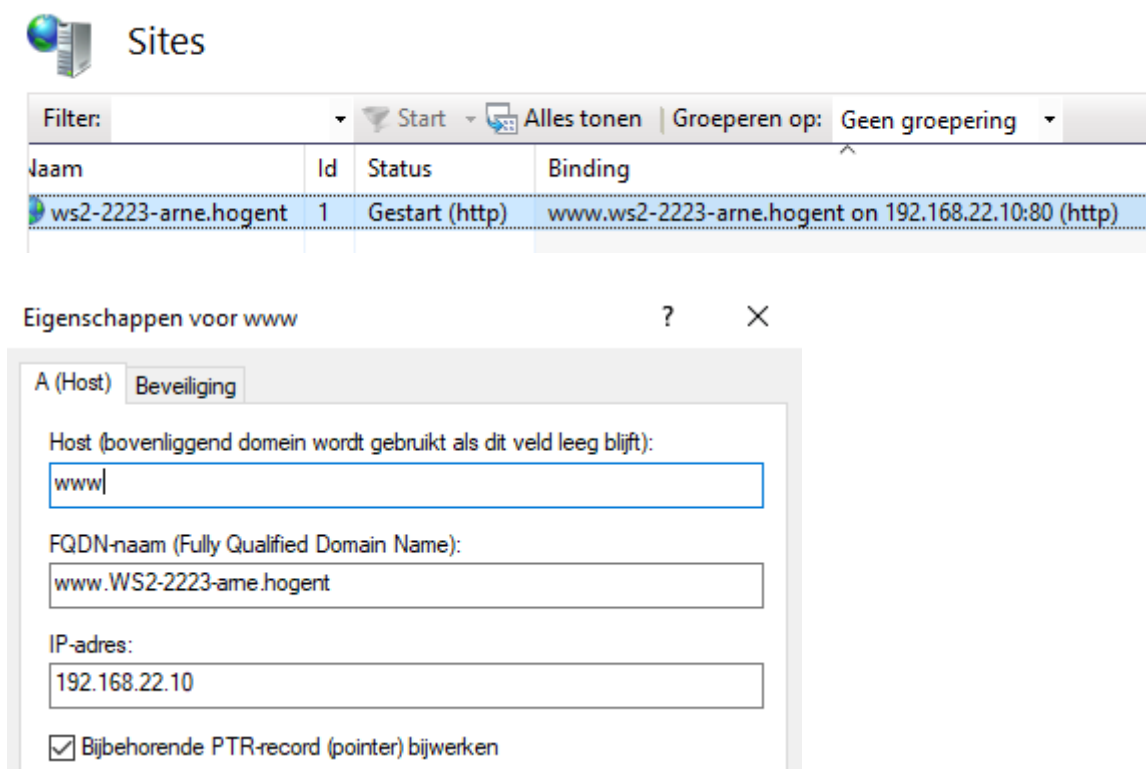 Sites
Filter: Start Alles tonen Groeperen op: Geen groepering
Naam Id Status Binding
ws2-2223-arne.hogent 1 Gestart (http) www.ws2-2223-arne.hogent on 192.168.22.10:80 (http)
Eigenschappen voor www ?
A (Host) Beveiliging
Host (bovenliggend domein wordt gebruikt als dit veld leeg blijft):
www
FQDN-naam (Fully Qualified Domain Name):
www.WS2-2223-arne.hogent
IP-adres:
192.168.22.10
Bijbehorende PTR-record (pointer) bijwerken